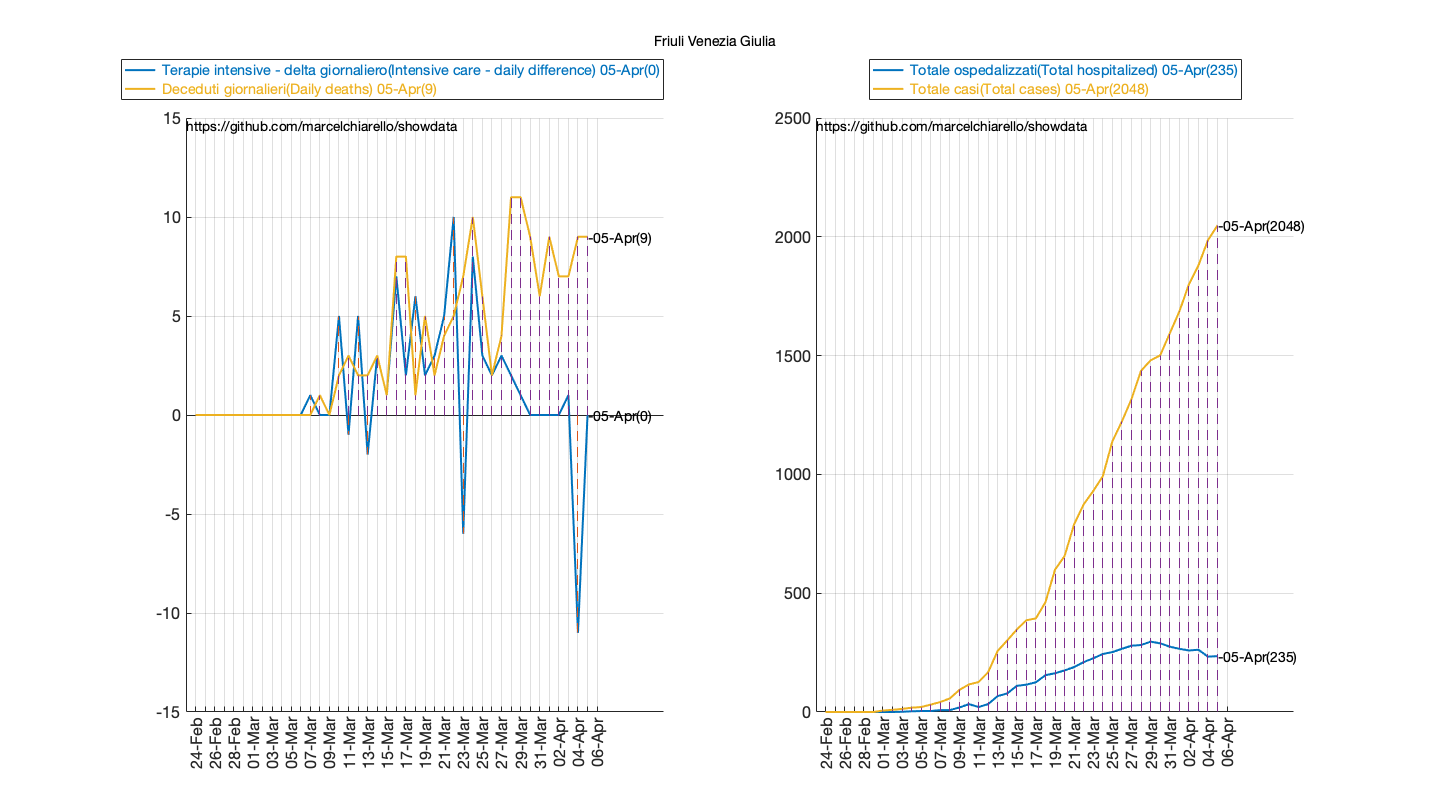 Friuli Venezia Giulia
Terapie intensive - delta giornaliero(Intensive care - daily difference) 05-Apr(0)
Deceduti giornalieri(Daily deaths) 05-Apr(9)
https://github.com/marcelchiarello/showdata
15
10
5
0
-5
-10
-15
-05-Apr(9)
-05-Apr(0)
24-Feb
26-Feb
28-Feb
01-Mar
03-Mar
05-Mar
07-Mar
09-Mar
11-Mar
13-Mar
15-Mar
17-Mar
19-Mar
21-Mar
23-Mar
25-Mar
27-Mar
29-Mar
31-Mar
02-Apr
04-Apr
06-Apr
Totale ospedalizzati(Total hospitalized) 05-Apr(235)
Totale casi(Total cases) 05-Apr(2048)
https://github.com/marcelchiarello/showdata
2500
2000
1500
1000
500
0
-05-Apr(2048)
-05-Apr(235)
24-Feb
26-Feb
28-Feb
01-Mar
03-Mar
05-Mar
07-Mar
09-Mar
11-Mar
13-Mar
15-Mar
17-Mar
19-Mar
21-Mar
23-Mar
25-Mar
27-Mar
29-Mar
31-Mar
02-Apr
04-Apr
06-Apr